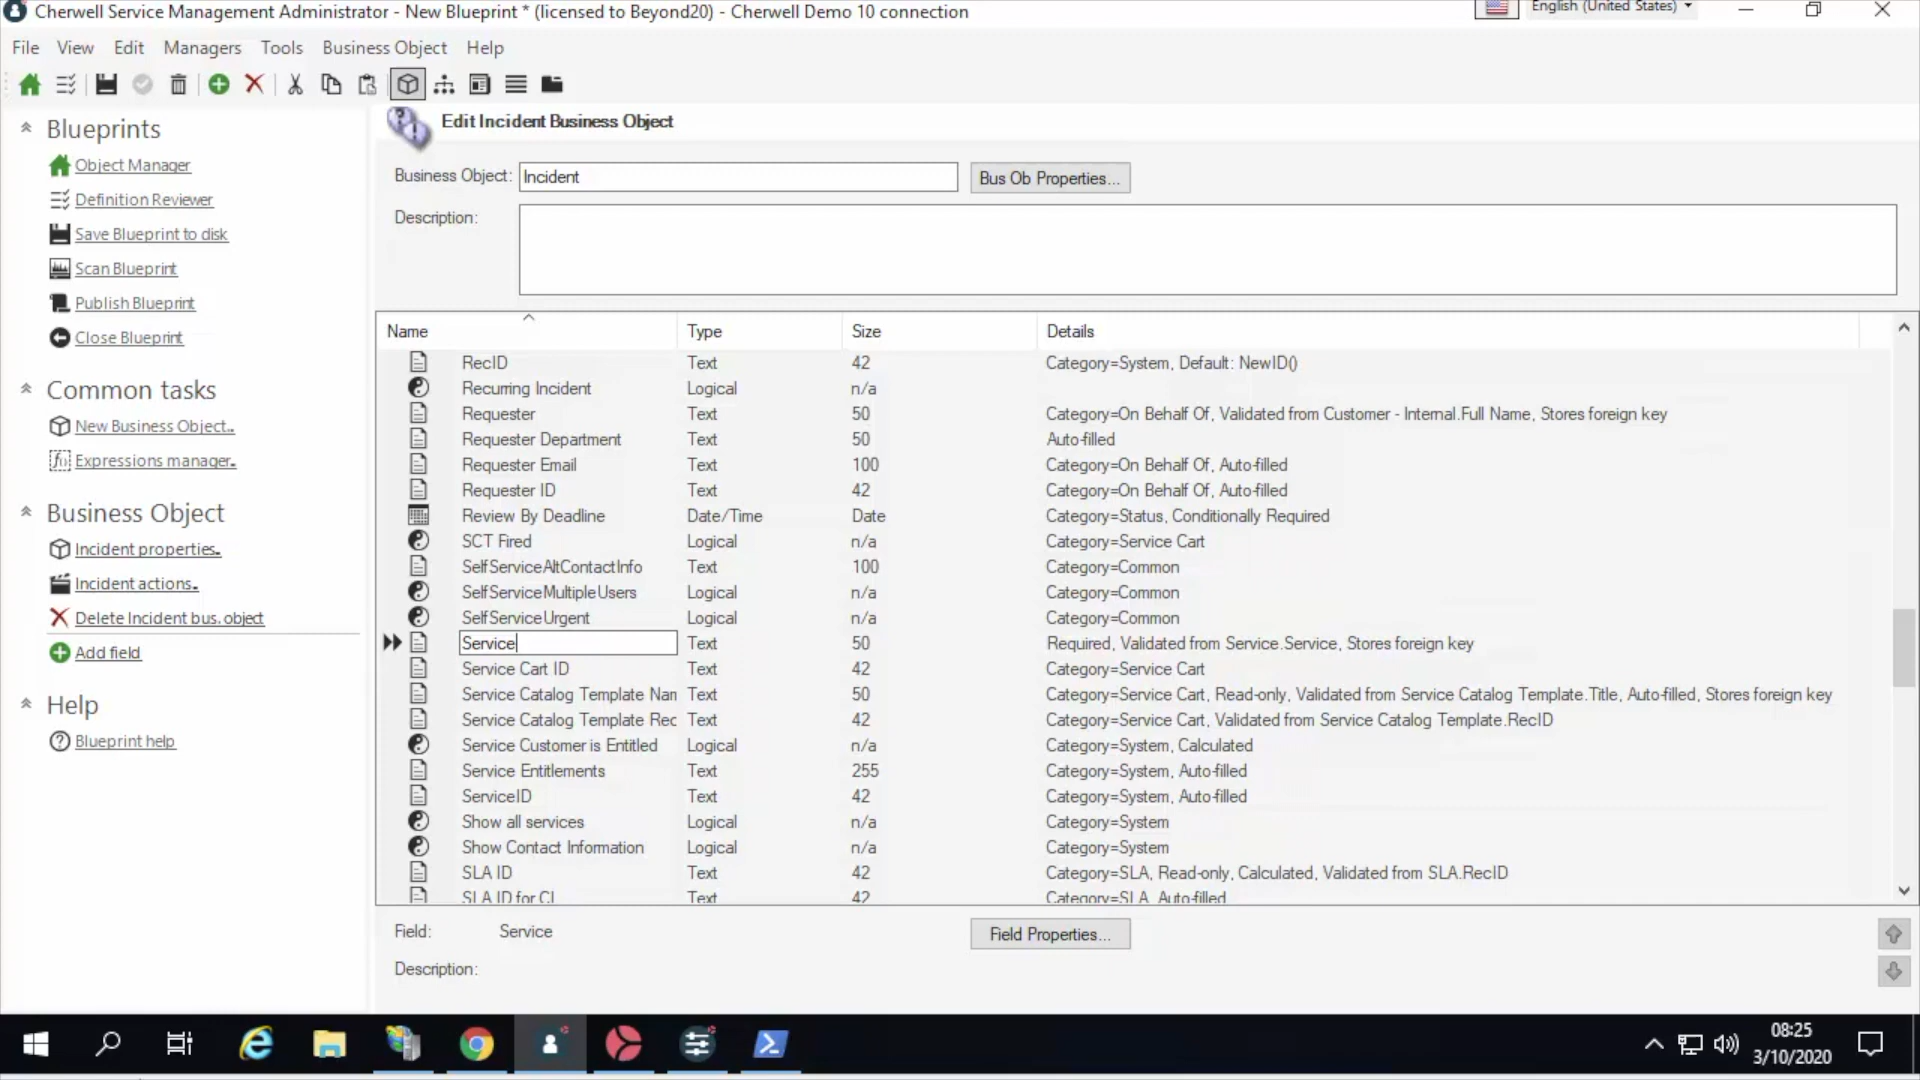 Cherwell Service Management Administrator - New Blueprint * (licensed to Beyond20) - Cherwell Demo 10 connection
English (United States)
File View Edit Managers Tools Business Object Help
Blueprints
Object Manager
Definition Reviewer
Save Blueprint to disk
Scan Blueprint
Publish Blueprint
Close Blueprint
Common tasks
New Business Object...
Expressions manager...
Business Object
Incident properties...
Incident actions...
Delete Incident bus. object
Add field
Help
Blueprint help
Edit Incident Business Object
Business Object: Incident Bus Ob Properties...
Description:
Name Type Size Details
RecID Text 42 Category=System, Default: NewID()
Recurring Incident Logical n/a
Requester Text 50 Category=On Behalf Of, Validated from Customer - Internal.Full Name, Stores foreign key
Requester Department Text 50 Auto-filled
Requester Email Text 100 Category=On Behalf Of, Auto-filled
Requester ID Text 42 Category=On Behalf Of, Auto-filled
Review By Deadline Date/Time Date Category=Status, Conditionally Required
SCT Fired Logical n/a Category=Service Cart
SelfServiceAltContactInfo Text 100 Category=Common
SelfServiceMultipleUsers Logical n/a Category=Common
SelfServiceUrgent Logical n/a Category=Common
Service Text 50 Required, Validated from Service.Service, Stores foreign key
Service Cart ID Text 42 Category=Service Cart
Service Catalog Template Nam Text 50 Category=Service Cart, Read-only, Validated from Service Catalog Template.Title, Auto-filled, Stores foreign key
Service Catalog Template Rec Text 42 Category=Service Cart, Validated from Service Catalog Template.RecID
Service Customer is Entitled Logical n/a Category=System, Calculated
Service Entitlements Text 255 Category=System, Auto-filled
ServiceID Text 42 Category=System, Auto-filled
Show all services Logical n/a Category=System
Show Contact Information Logical n/a Category=System
SLA ID Text 42 Category=SLA, Read-only, Calculated, Validated from SLA.RecID
SLA ID for CI Text 42 Category=SLA, Auto-filled
Field: Service Field Properties...
Description:
08:25
3/10/2020